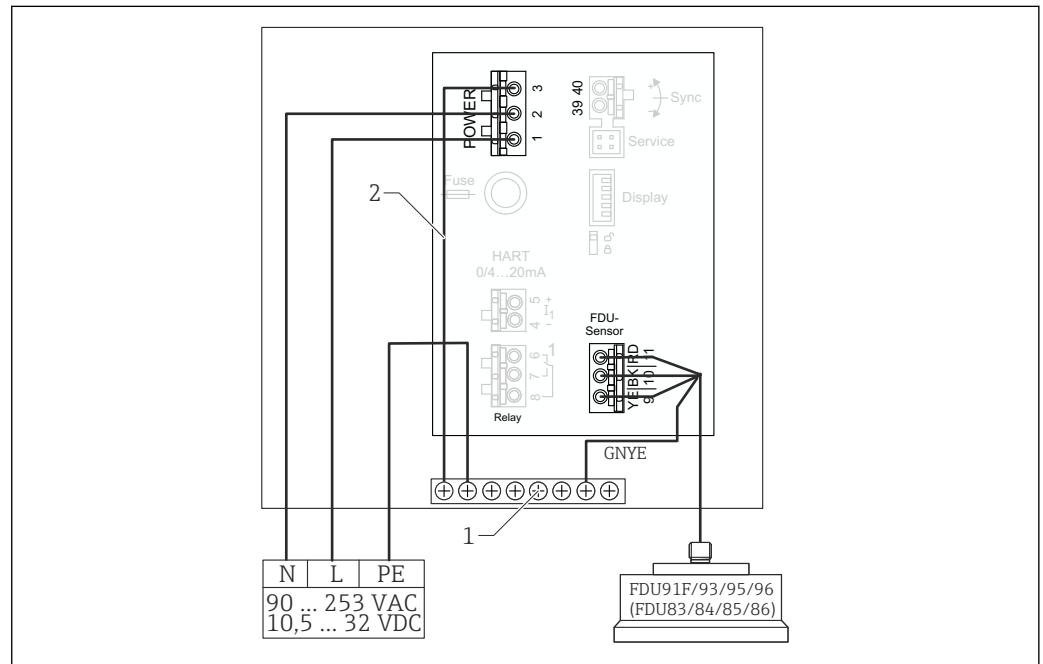 POWER
3
2
1
39 40
+
-
Sync
Service
Fuse
Display
2
HART
0/4...20mA
5 +
I1
4 -
FDU-
Sensor
6
7
8
1
Relay
YE|BK|RD
9 |10| 11
GNYE
1
N L PE
90 ... 253 VAC
10,5 ... 32 VDC
FDU91F/93/95/96
(FDU83/84/85/86)